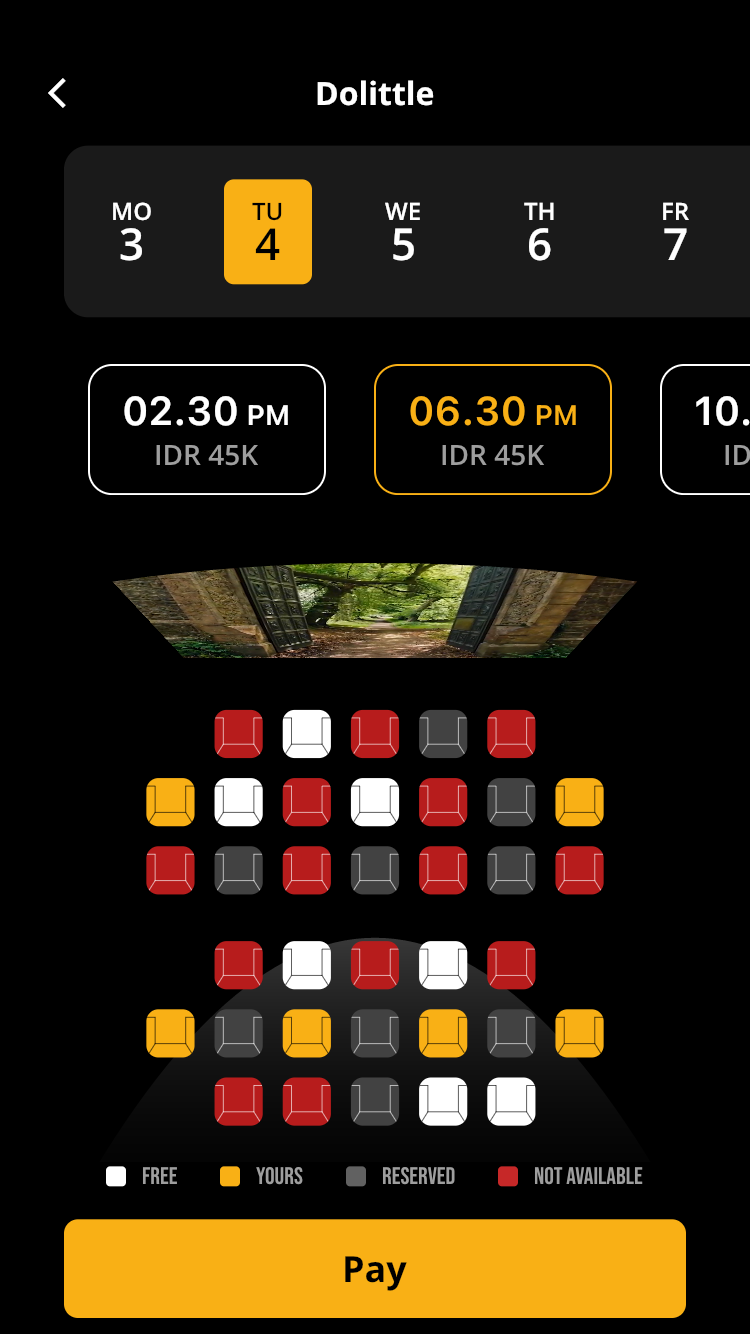 Dolittle
MO TU WE TH FR
3 4 5 6 7
02.30 PM 06.30 PM 10.
IDR 45K IDR 45K ID
FREE YOURS RESERVED NOT AVAILABLE
Pay